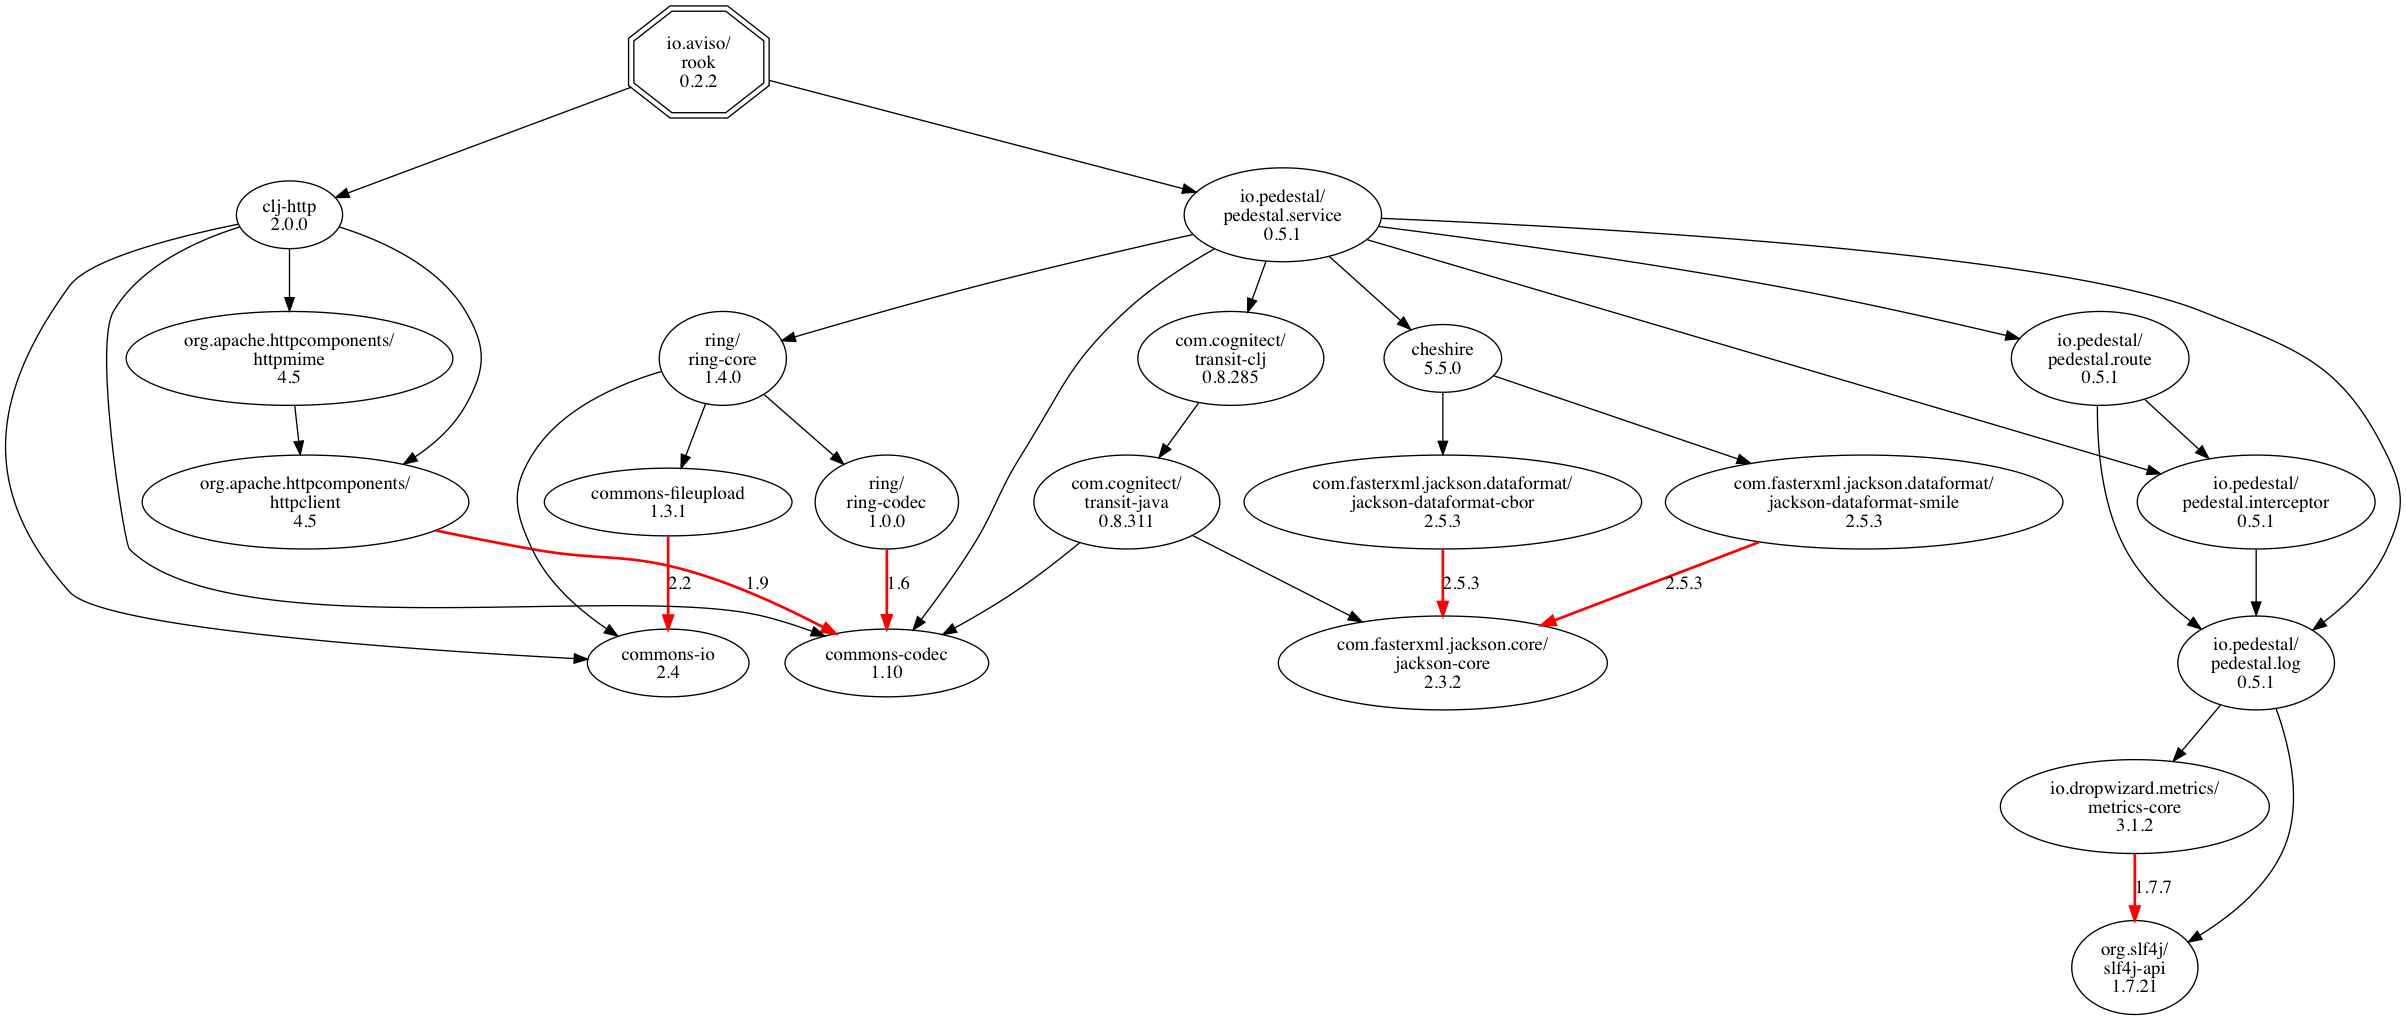 io.aviso/
rook
0.2.2
clj-http
2.0.0
io.pedestal/
pedestal.service
0.5.1
org.apache.httpcomponents/
httpmime
4.5
ring/
ring-core
1.4.0
com.cognitect/
transit-clj
0.8.285
cheshire
5.5.0
io.pedestal/
pedestal.route
0.5.1
org.apache.httpcomponents/
httpclient
4.5
commons-fileupload
1.3.1
ring/
ring-codec
1.0.0
com.cognitect/
transit-java
0.8.311
com.fasterxml.jackson.dataformat/
jackson-dataformat-cbor
2.5.3
com.fasterxml.jackson.dataformat/
jackson-dataformat-smile
2.5.3
io.pedestal/
pedestal.interceptor
0.5.1
2.2
1.9
1.6
2.5.3
2.5.3
commons-io
2.4
commons-codec
1.10
com.fasterxml.jackson.core/
jackson-core
2.3.2
io.pedestal/
pedestal.log
0.5.1
io.dropwizard.metrics/
metrics-core
3.1.2
1.7.7
org.slf4j/
slf4j-api
1.7.21